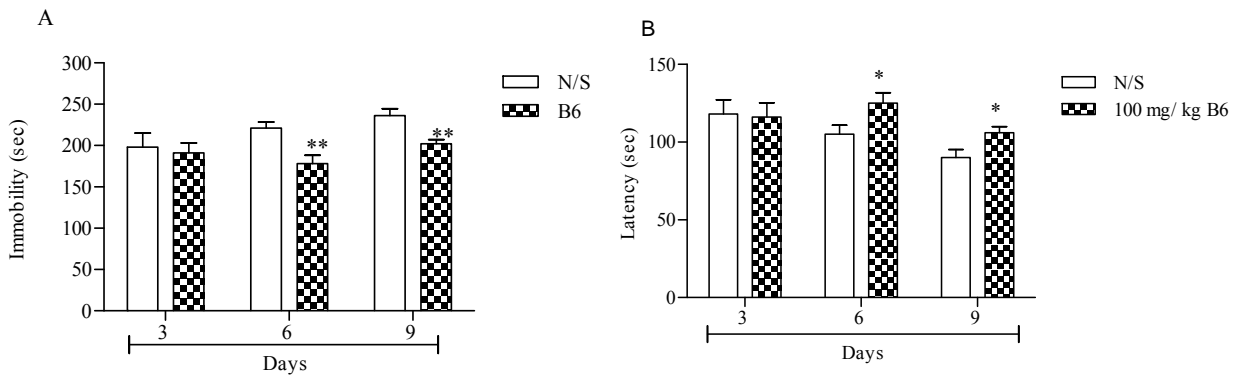 A
Immobility (sec)
300
250
200
150
100
50
0
**
**
3 6 9
Days
N/S
B6
B
Latency (sec)
150
100
50
0
*
*
3 6 9
Days
N/S
100 mg/ kg B6